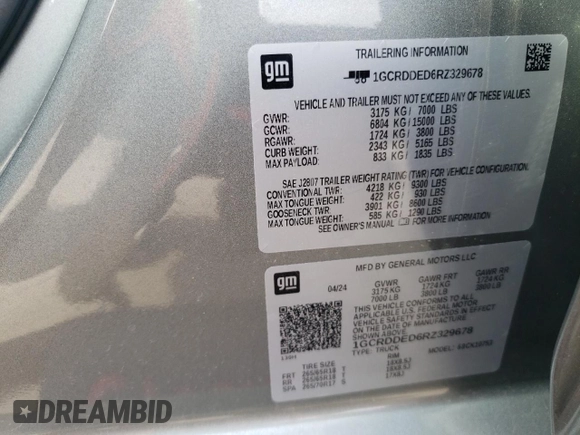 gm
TRAILERING INFORMATION
1GCRDDED6RZ329678
VEHICLE AND TRAILER MUST NOT EXCEED ANY OF THESE VALUES.
GVWR: 3175 KG / 7000 LBS
GCWR: 6804 KG / 15000 LBS
RGAWR: 1724 KG / 3800 LBS
CURB WEIGHT: 2343 KG / 5165 LBS
MAX PAYLOAD: 833 KG / 1835 LBS
SAE J2807 TRAILER WEIGHT RATING (TWR) FOR VEHICLE CONFIGURATION.
CONVENTIONAL TWR: 4218 KG / 9300 LBS
MAX TONGUE WEIGHT: 422 KG / 930 LBS
GOOSENECK TWR: 3901 KG / 8600 LBS
MAX TONGUE WEIGHT: 585 KG / 1290 LBS
SEE OWNER'S MANUAL FOR MORE INFORMATION
gm
MFD BY GENERAL MOTORS LLC
04/24
GVWR GAWR FRT GAWR RR
3175 KG 1724 KG 1724 KG
7000 LB 3800 LB 3800 LB
THIS VEHICLE CONFORMS TO ALL
APPLICABLE U.S. FEDERAL MOTOR
VEHICLE SAFETY STANDARDS IN EFFECT
ON THE DATE OF MANUFACTURE
SHOWN ABOVE.
1GCRDDED6RZ329678
TYPE: TRUCK MODEL:
TIRE SIZE RIM
FRT 265/65R18
RR 265/65R18
SPA 265/70R17
DREAMBID